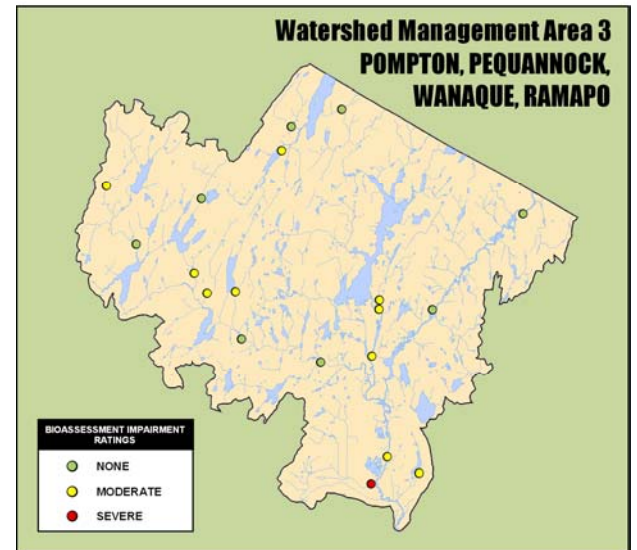 Watershed Management Area 3
POMPTON, PEQUANNOCK,
WANAQUE, RAMAPO
BIOASSESSMENT IMPAIRMENT
RATINGS
NONE
MODERATE
SEVERE